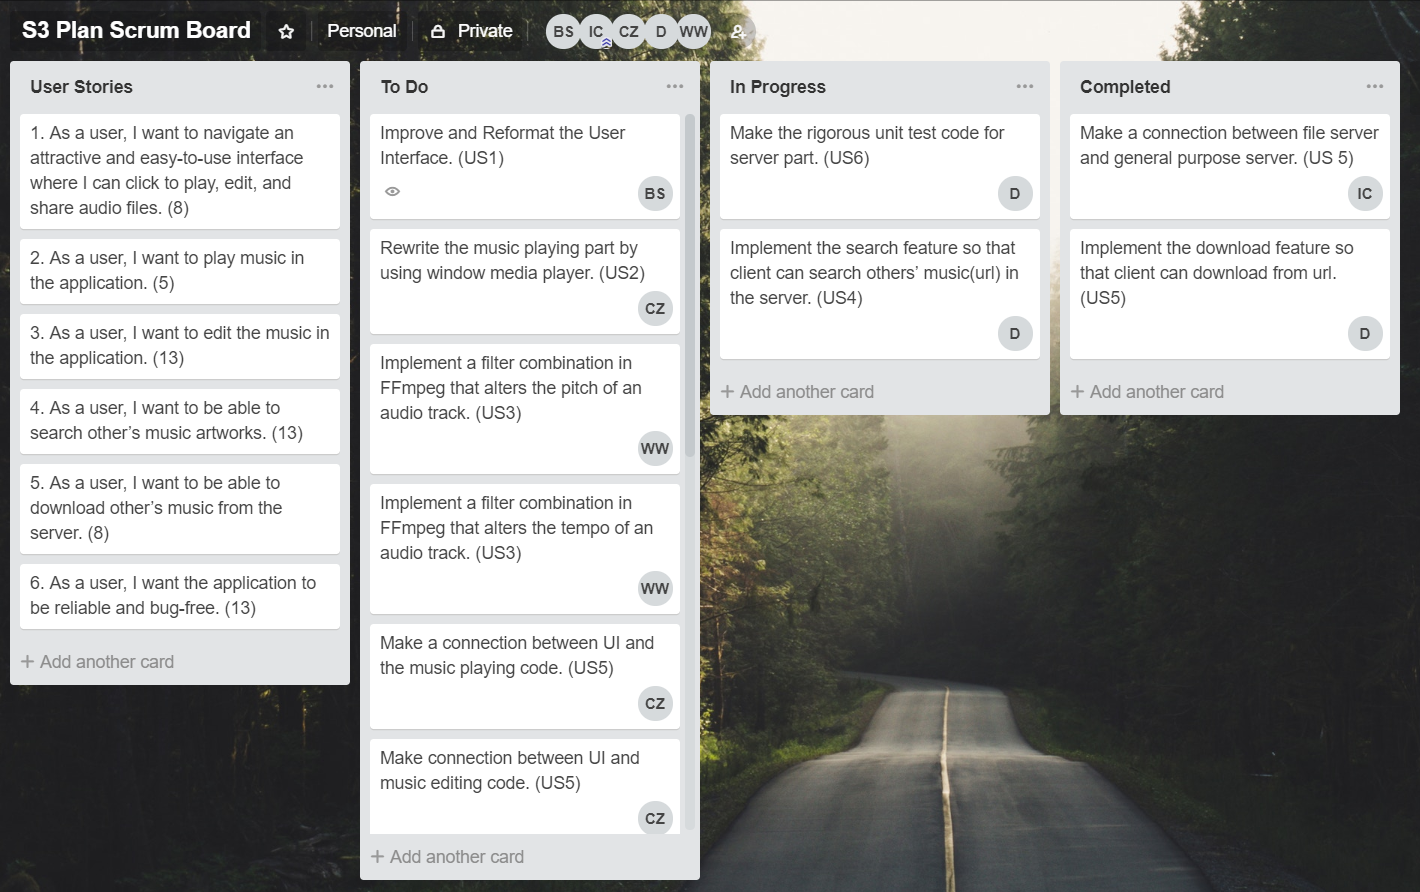 S3 Plan Scrum Board
Personal
Private
BS IC CZ D WW
User Stories
1. As a user, I want to navigate an
attractive and easy-to-use interface
where I can click to play, edit, and
share audio files. (8)
2. As a user, I want to play music in
the application. (5)
3. As a user, I want to edit the music in
the application. (13)
4. As a user, I want to be able to
search other’s music artworks. (13)
5. As a user, I want to be able to
download other’s music from the
server. (8)
6. As a user, I want the application to
be reliable and bug-free. (13)
+ Add another card
To Do
Improve and Reformat the User
Interface. (US1)
BS
Rewrite the music playing part by
using window media player. (US2)
CZ
Implement a filter combination in
FFmpeg that alters the pitch of an
audio track. (US3)
WW
Implement a filter combination in
FFmpeg that alters the tempo of an
audio track. (US3)
WW
Make a connection between UI and
the music playing code. (US5)
CZ
Make connection between UI and
music editing code. (US5)
CZ
+ Add another card
In Progress
Make the rigorous unit test code for
server part. (US6)
D
Implement the search feature so that
client can search others’ music(url) in
the server. (US4)
D
+ Add another card
Completed
Make a connection between file server
and general purpose server. (US 5)
IC
Implement the download feature so
that client can download from url.
(US5)
D
+ Add another card